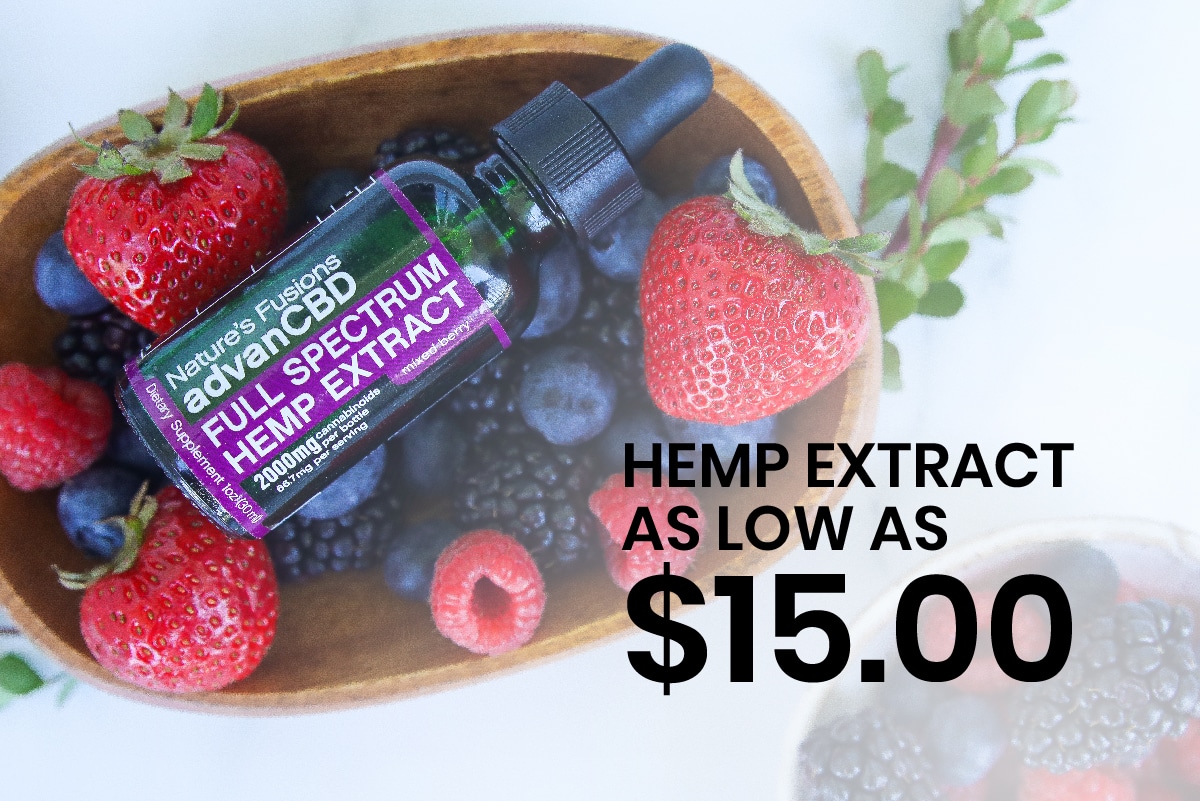 Nature's Fusions
advanCBD
FULL SPECTRUM
HEMP EXTRACT
mixed berry
2000mg cannabinoids
per bottle
66.7mg per serving
Dietary Supplement 1oz (30ml)
HEMP EXTRACT
AS LOW AS
$15.00